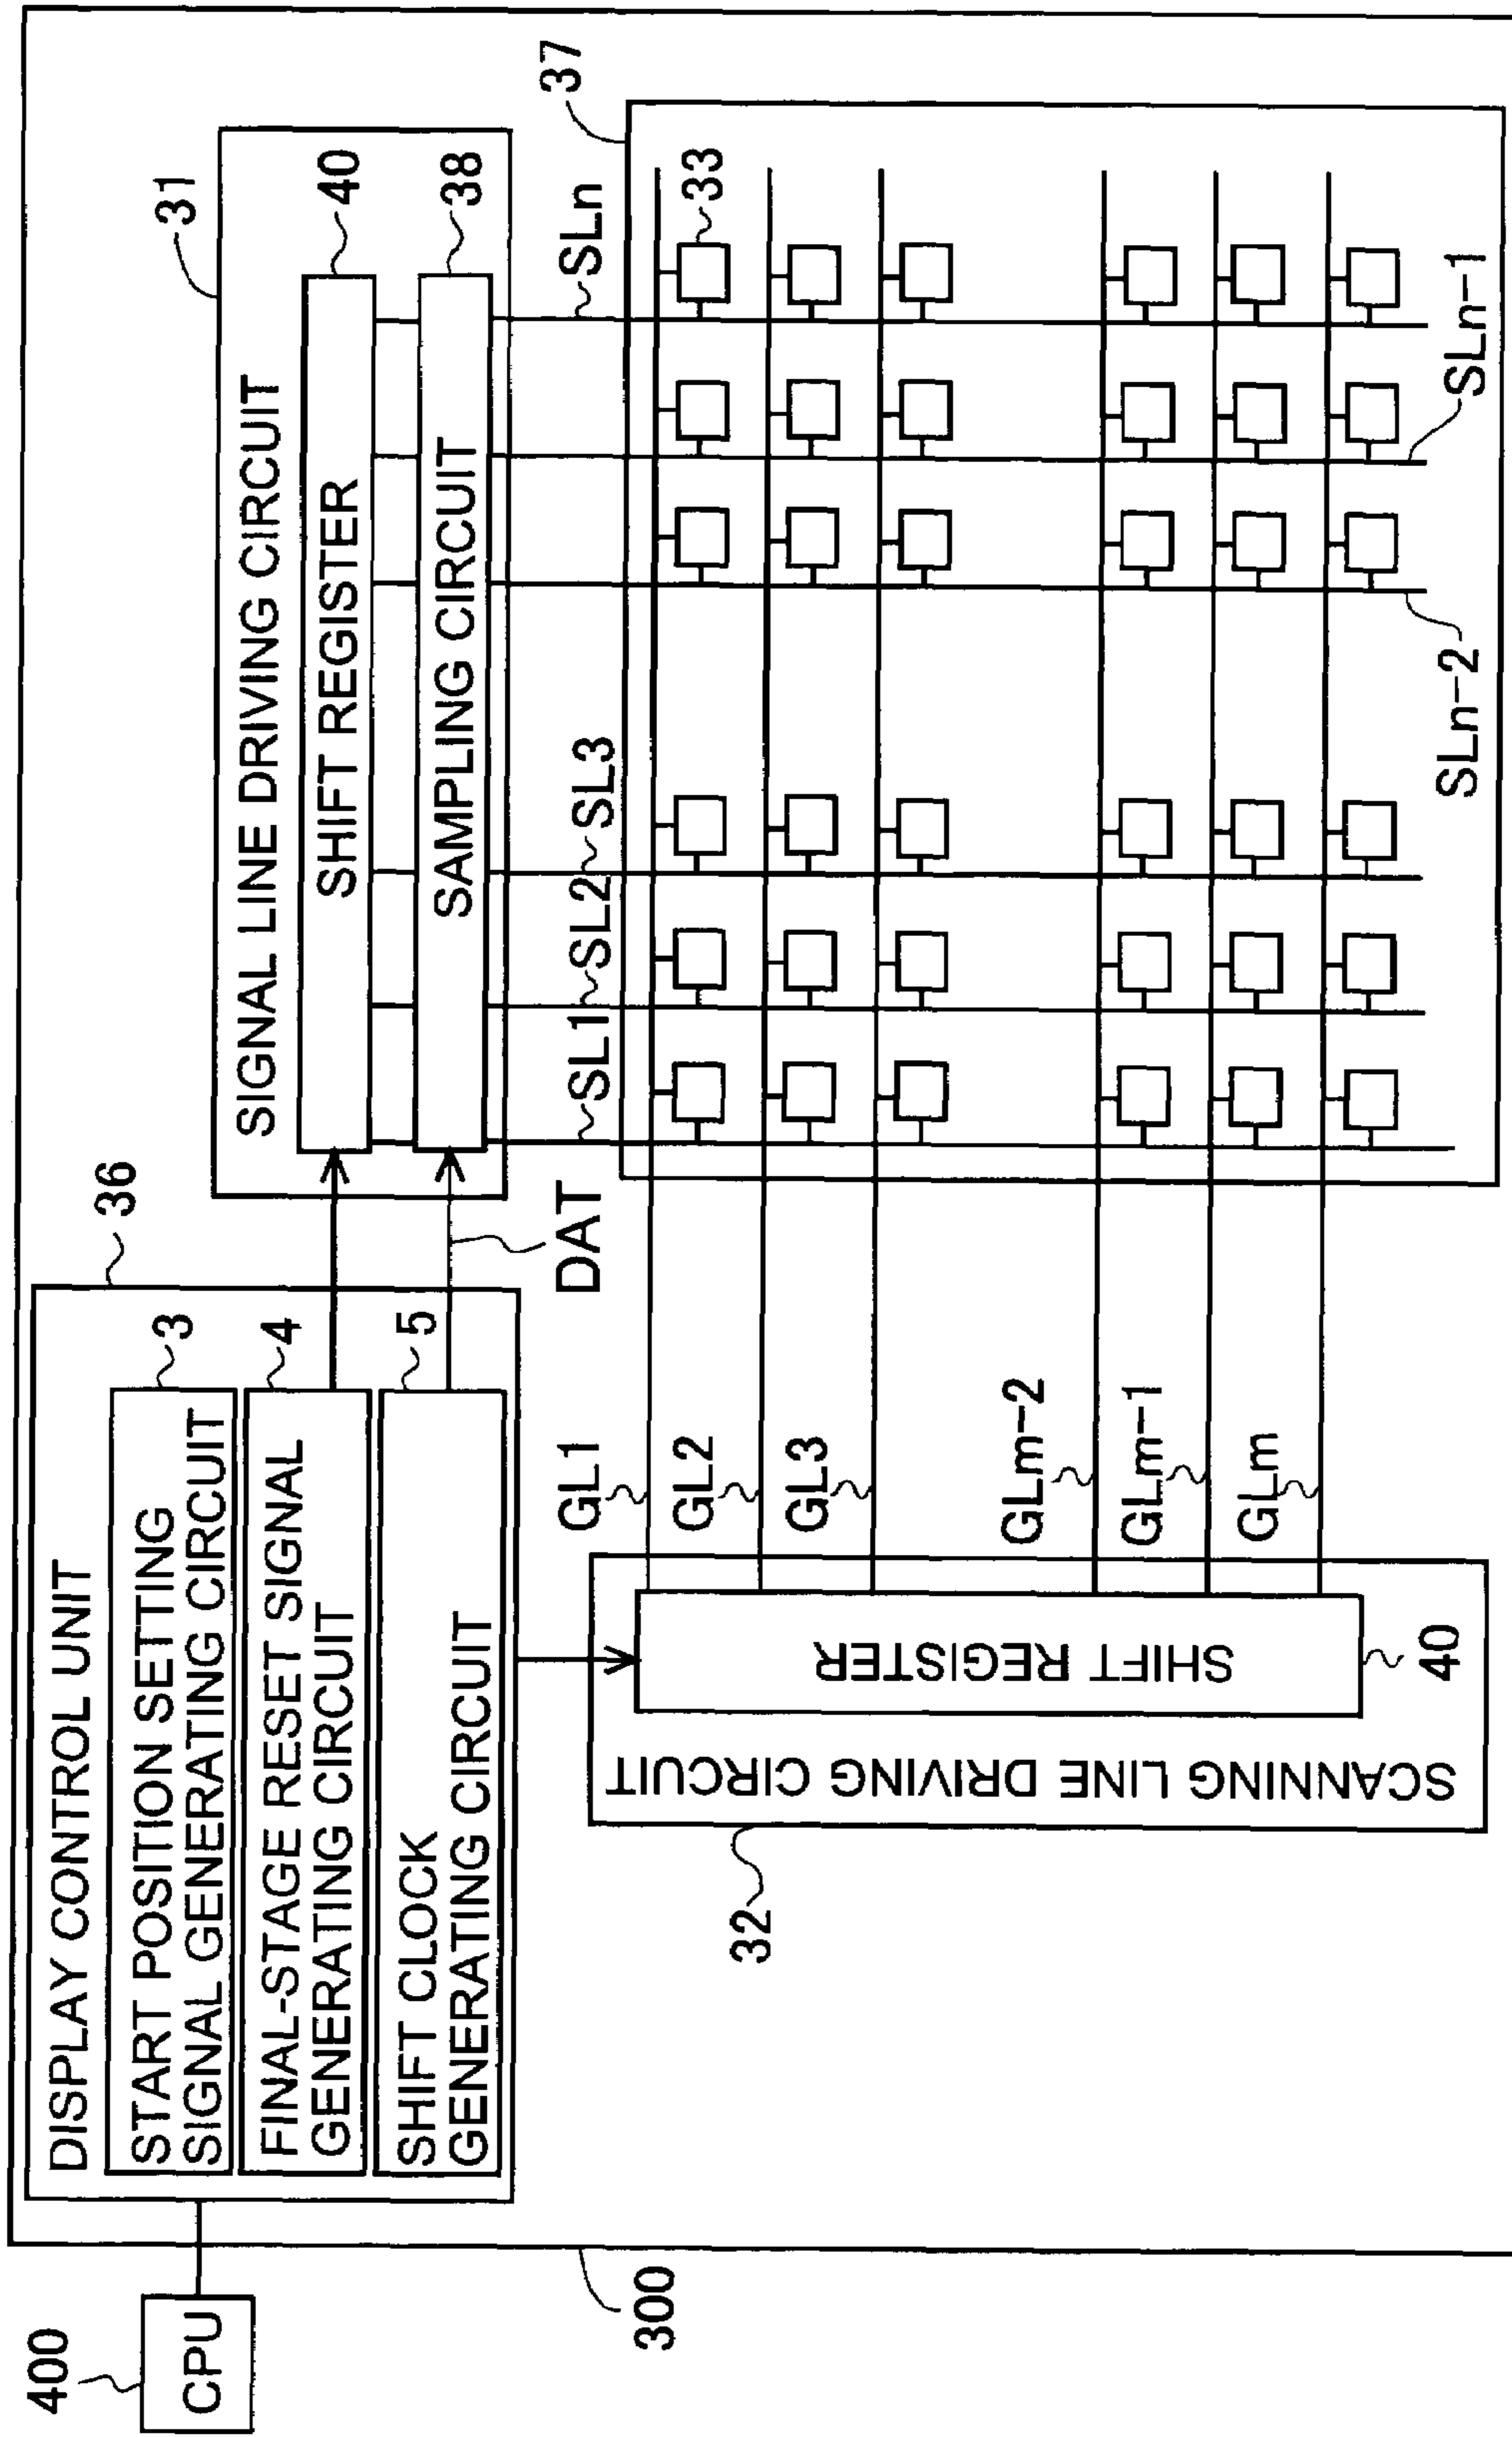 400
CPU
300
DISPLAY CONTROL UNIT
36
START POSITION SETTING
SIGNAL GENERATING CIRCUIT
3
FINAL-STAGE RESET SIGNAL
GENERATING CIRCUIT
4
SHIFT CLOCK
GENERATING CIRCUIT
5
DAT
31
SIGNAL LINE DRIVING CIRCUIT
SHIFT REGISTER
40
SAMPLING CIRCUIT
38
SL1
SL2
SL3
SLn
37
33
SLn-2
SLn-1
GL1
GL2
GL3
GLm-2
GLm-1
GLm
32
SCANNING LINE DRIVING CIRCUIT
SHIFT REGISTER
40